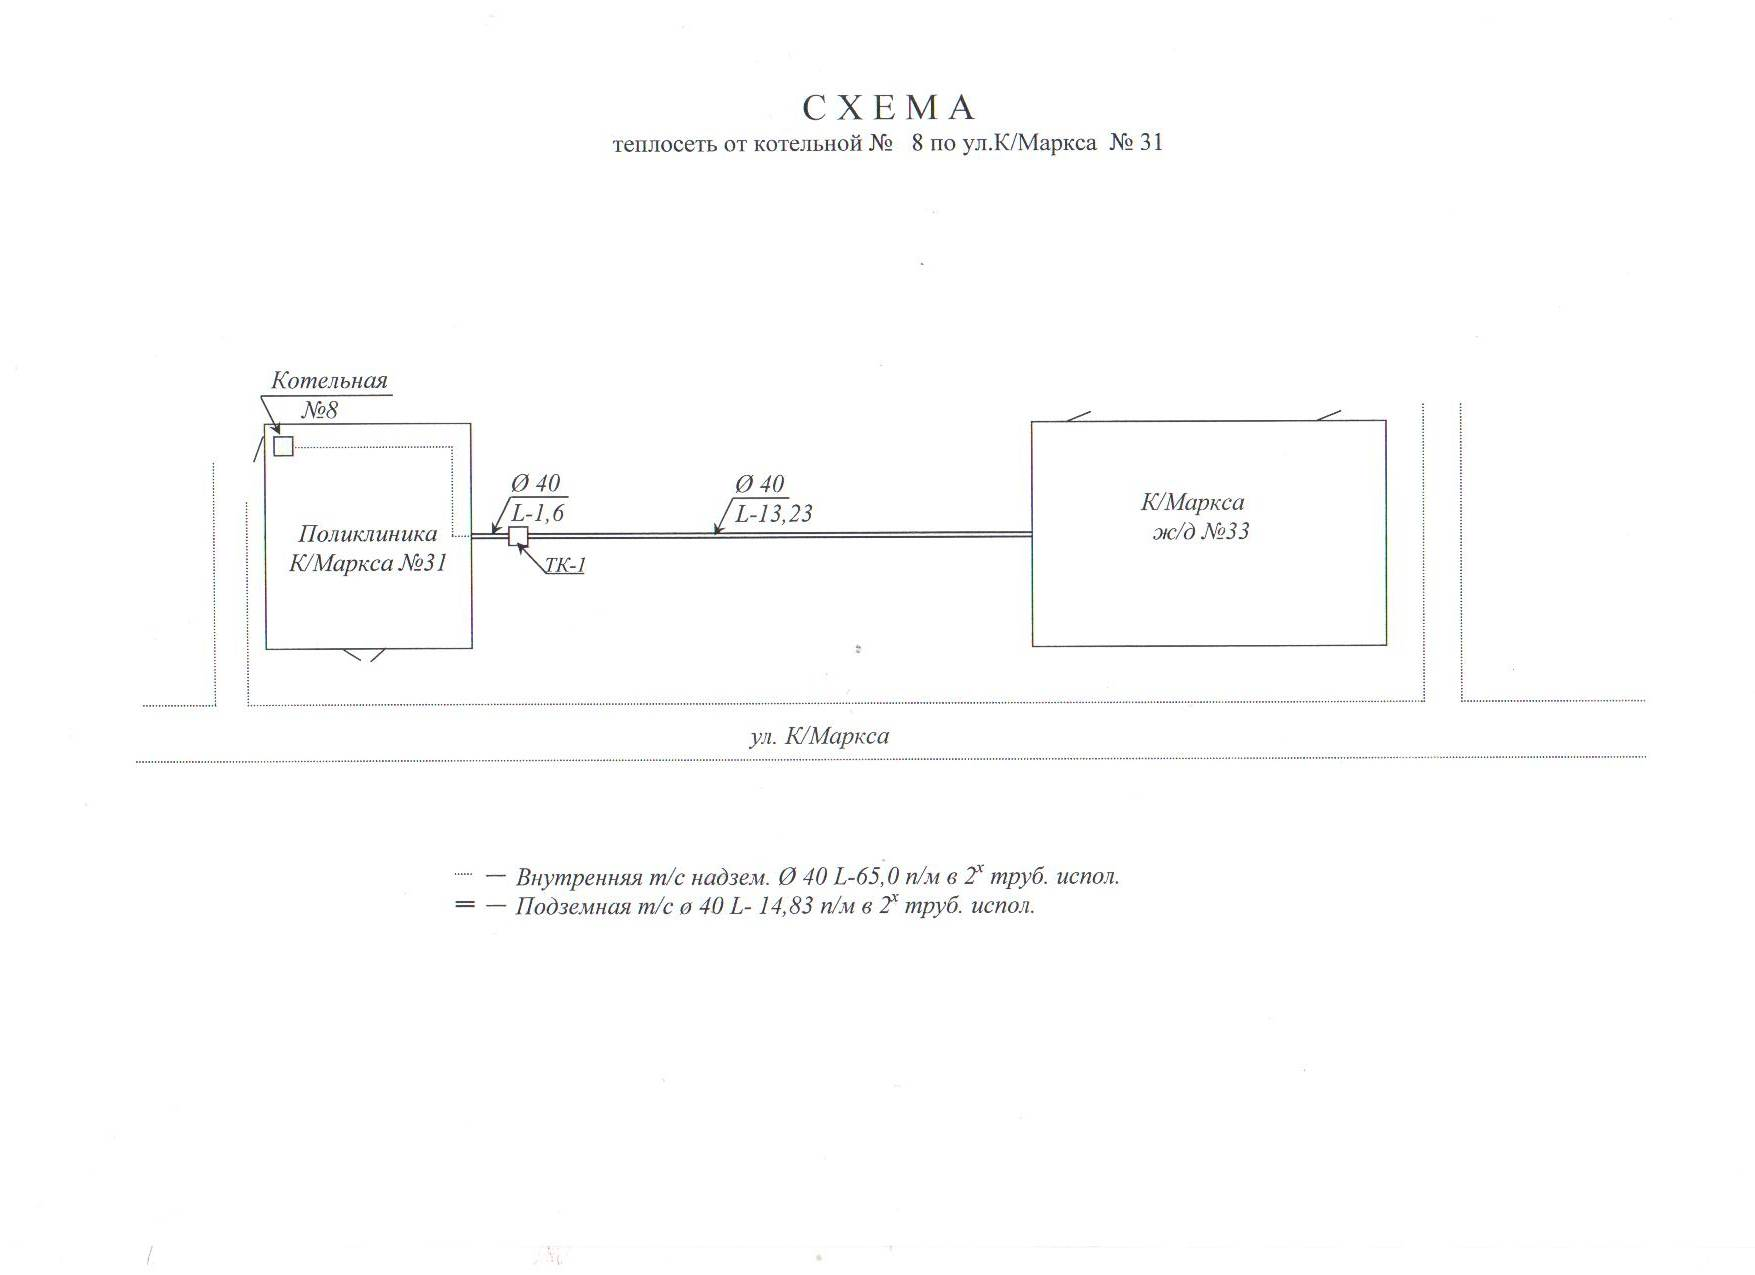 С Х Е М А
теплосеть от котельной № 8 по ул.К/Маркса № 31
Котельная
№8
Ø 40
L-1,6
Ø 40
L-13,23
К/Маркса
ж/д №33
Поликлиника
К/Маркса №31
ТК-1
ул. К/Маркса
— Внутренняя т/с надзем. Ø 40 L-65,0 п/м в 2х труб. испол.
— Подземная т/с ø 40 L- 14,83 п/м в 2х труб. испол.